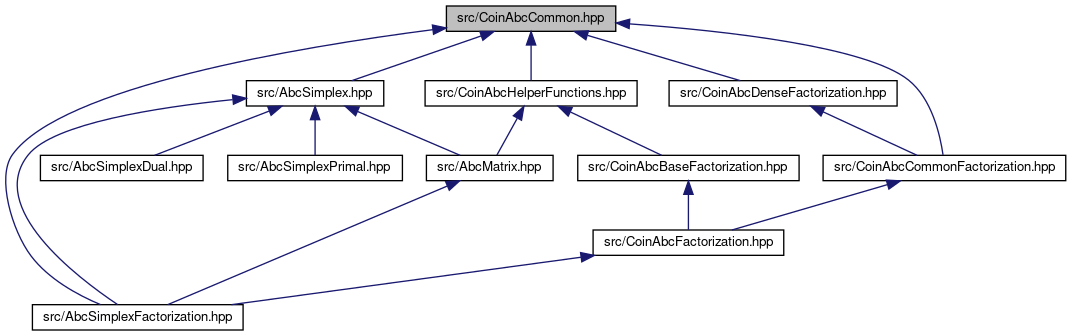 src/CoinAbcCommon.hpp
src/AbcSimplex.hpp
src/CoinAbcHelperFunctions.hpp
src/CoinAbcDenseFactorization.hpp
src/AbcSimplexDual.hpp
src/AbcSimplexPrimal.hpp
src/AbcMatrix.hpp
src/CoinAbcBaseFactorization.hpp
src/CoinAbcCommonFactorization.hpp
src/CoinAbcFactorization.hpp
src/AbcSimplexFactorization.hpp